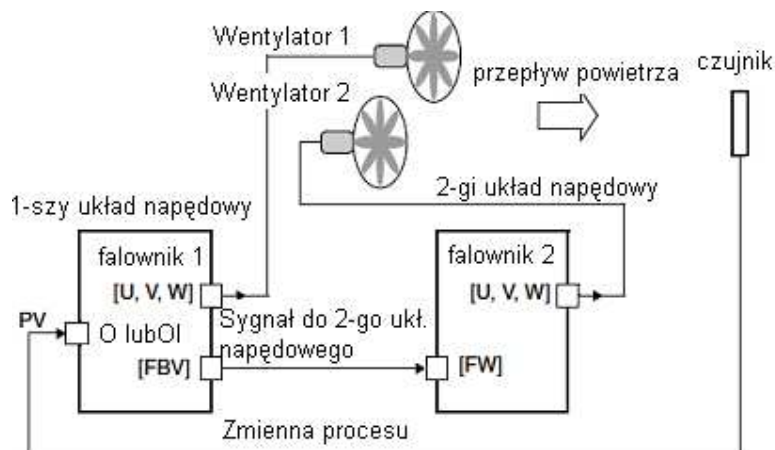 Wentylator 1
Wentylator 2
przepływ powietrza
czujnik
2-gi układ napędowy
1-szy układ napędowy
falownik 1
[U, V, W]
PV
O lubOI
[FBV]
Sygnał do 2-go ukł.
napędowego
falownik 2
[U, V, W]
[FW]
Zmienna procesu